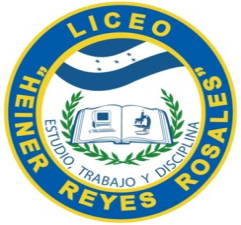 LICEO
"HEINER REYES ROSALES"
ESTUDIO, TRABAJO Y DISCIPLINA